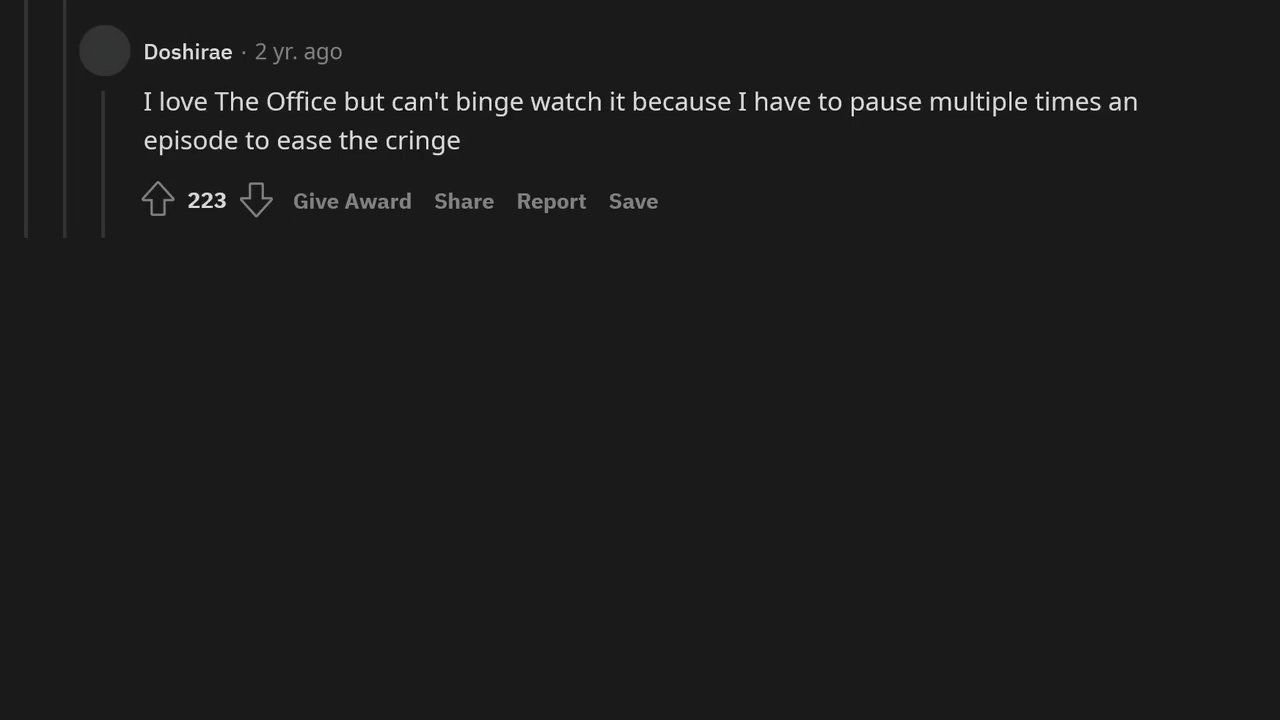 Doshirae · 2 yr. ago
I love The Office but can't binge watch it because I have to pause multiple times an
episode to ease the cringe
223 Give Award Share Report Save